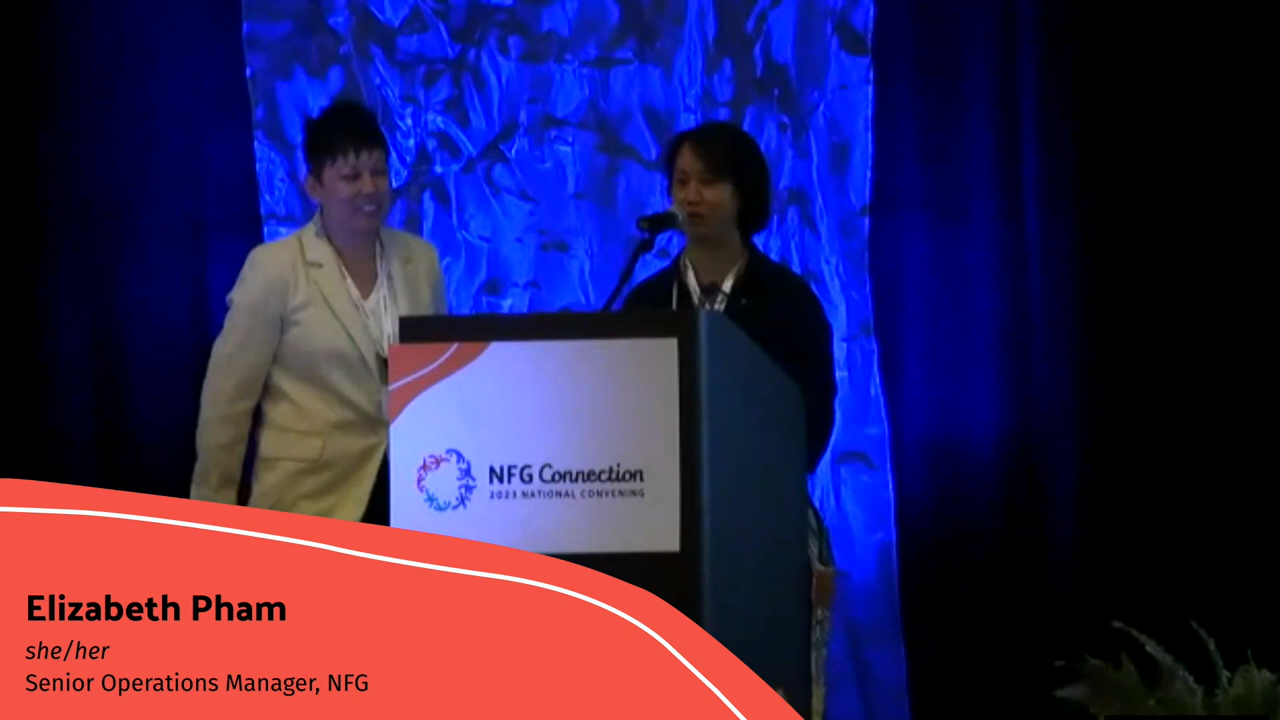 NFG Connection
2023 NATIONAL CONVENING
Elizabeth Pham
she/her
Senior Operations Manager, NFG